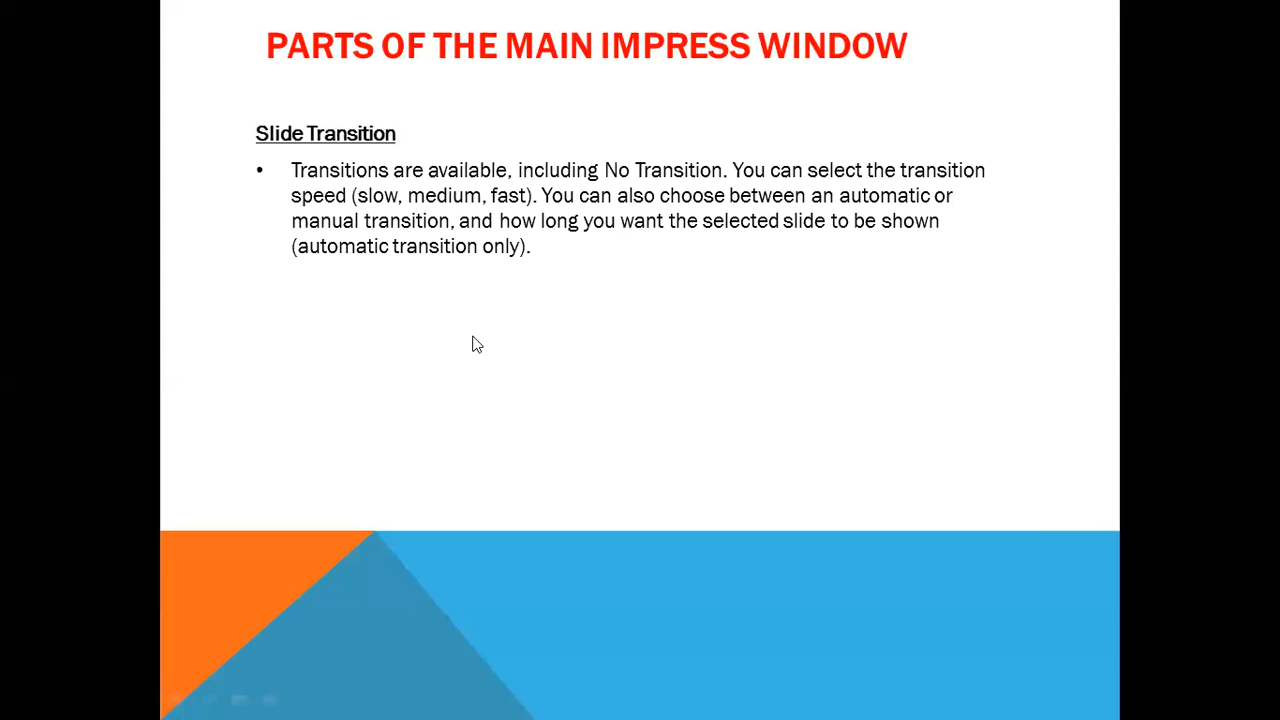 PARTS OF THE MAIN IMPRESS WINDOW
Slide Transition
• Transitions are available, including No Transition. You can select the transition
speed (slow, medium, fast). You can also choose between an automatic or
manual transition, and how long you want the selected slide to be shown
(automatic transition only).